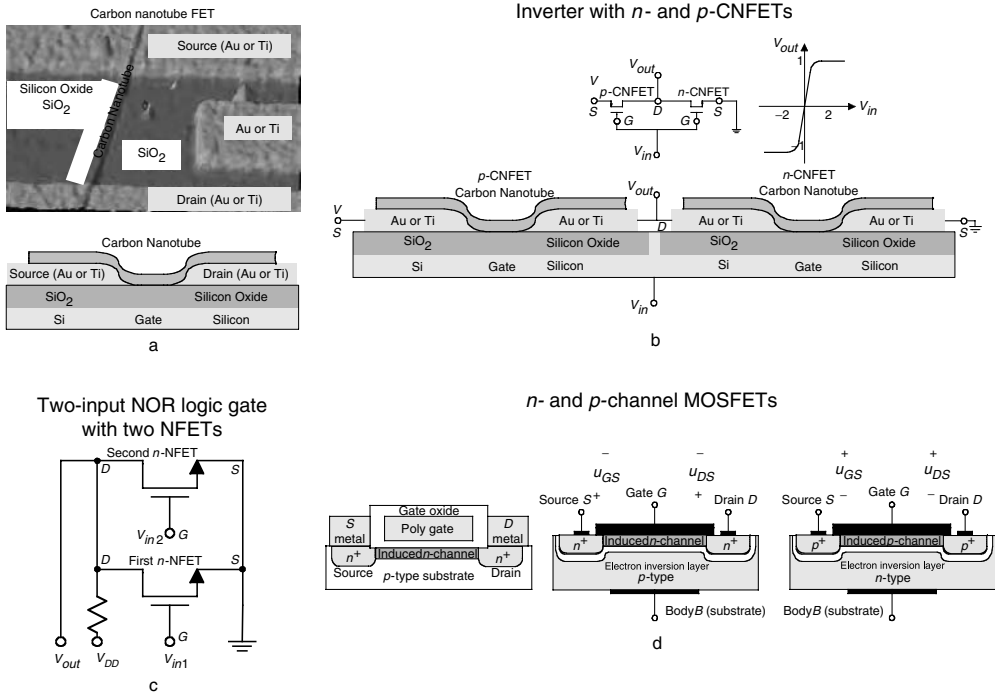 Carbon nanotube FET
Source (Au or Ti)
Silicon Oxide
SiO2
Carbon Nanotube
Au or Ti
SiO2
Drain (Au or Ti)
Carbon Nanotube
Source (Au or Ti)
Drain (Au or Ti)
SiO2
Silicon Oxide
Si
Gate
Silicon
a
Inverter with n- and p-CNFETs
Vout
V
p-CNFET
n-CNFET
S
D
S
G
G
Vin
Vout
1
−2
2
Vin
−1
p-CNFET
Carbon Nanotube
Vout
n-CNFET
Carbon Nanotube
V
S
Au or Ti
Au or Ti
D
Au or Ti
Au or Ti
S
SiO2
Silicon Oxide
SiO2
Silicon Oxide
Si
Gate
Silicon
Si
Gate
Silicon
Vin
b
Two-input NOR logic gate
with two NFETs
Second n-NFET
D
S
Vin2
G
First n-NFET
D
S
G
Vout
VDD
Vin1
c
n- and p-channel MOSFETs
Gate oxide
S
metal
Poly gate
D
metal
n+
Induced n-channel
n+
Source
p-type substrate
Drain
−
−
uGS
uDS
Source S
+
Gate G
+
Drain D
n+
Induced n-channel
n+
Electron inversion layer
p-type
Body B (substrate)
+
+
uGS
uDS
Source S
−
Gate G
−
Drain D
p+
Induced p-channel
p+
Electron inversion layer
n-type
Body B (substrate)
d